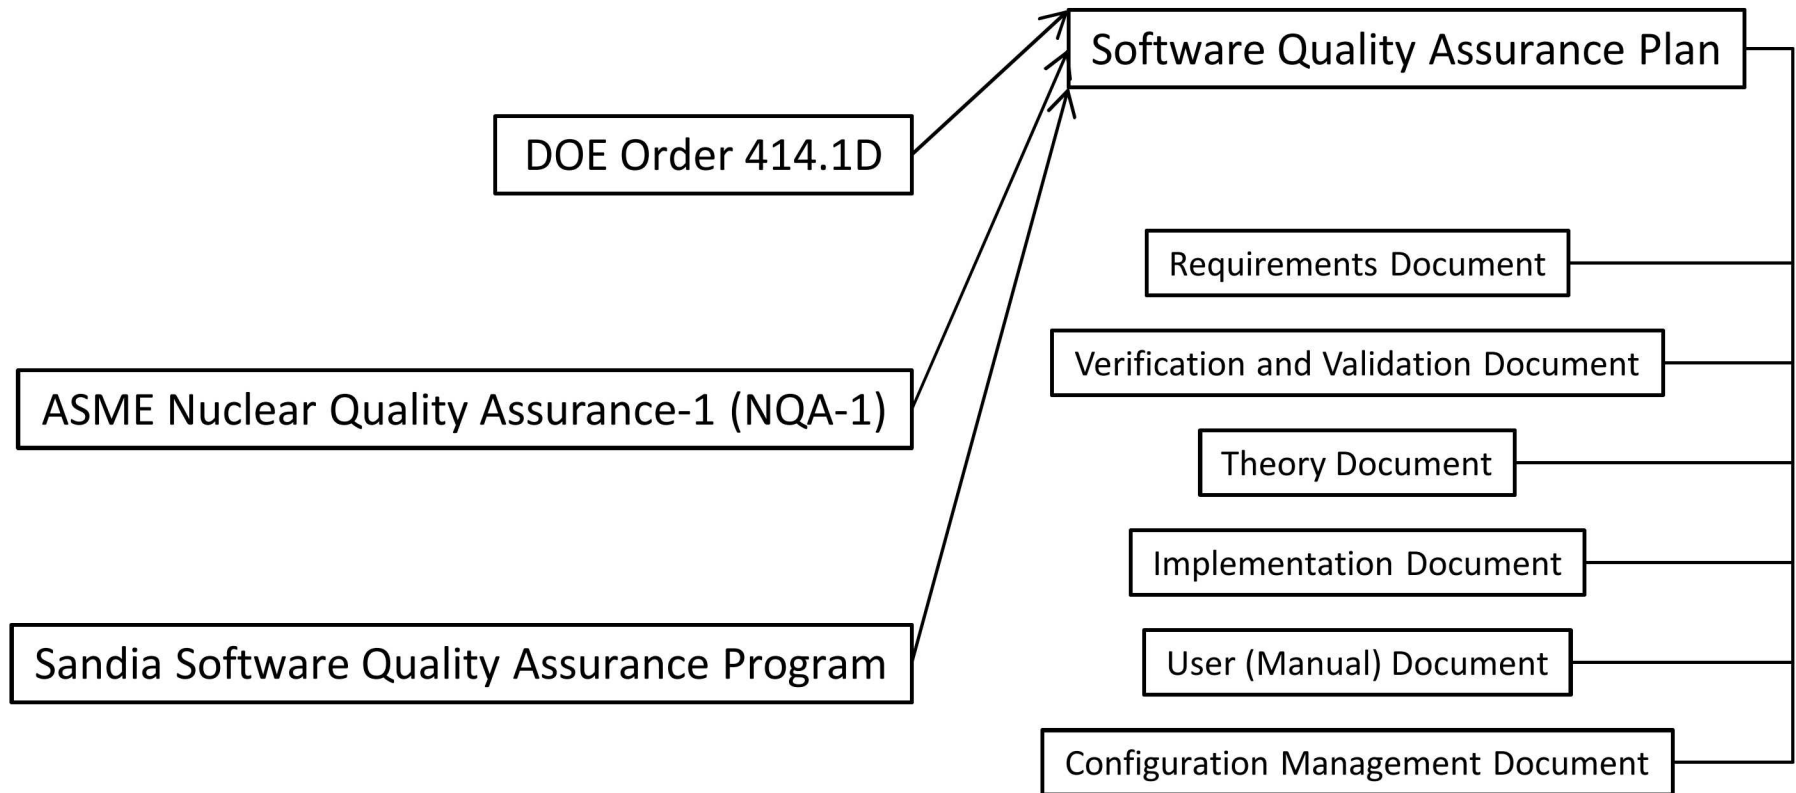 Software Quality Assurance Plan
DOE Order 414.1D
ASME Nuclear Quality Assurance-1 (NQA-1)
Sandia Software Quality Assurance Program
Requirements Document
Verification and Validation Document
Theory Document
Implementation Document
User (Manual) Document
Configuration Management Document